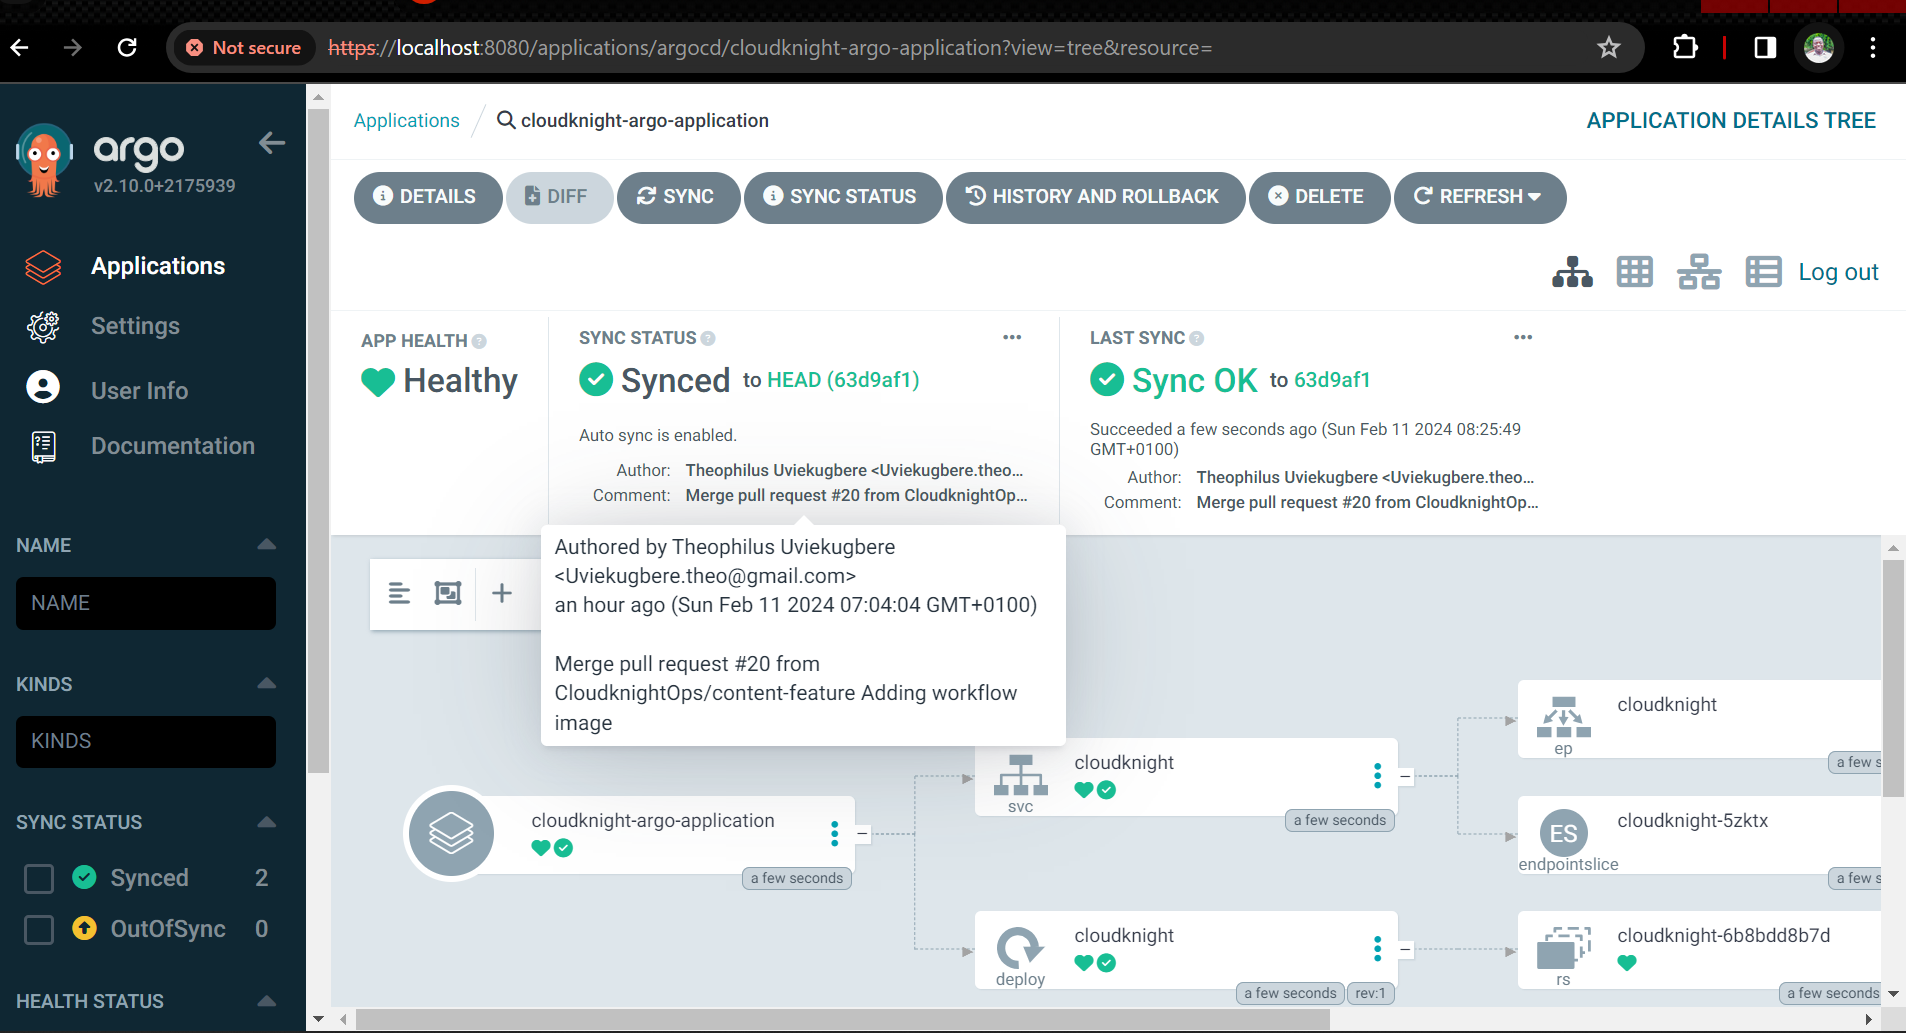 Not secure
https://localhost:8080/applications/argocd/cloudknight-argo-application?view=tree&resource=
argo
v2.10.0+2175939
Applications
Settings
User Info
Documentation
NAME
NAME
KINDS
KINDS
SYNC STATUS
Synced 2
OutOfSync 0
HEALTH STATUS
Applications / cloudknight-argo-application
APPLICATION DETAILS TREE
DETAILS DIFF SYNC SYNC STATUS HISTORY AND ROLLBACK DELETE REFRESH
Log out
APP HEALTH
Healthy
SYNC STATUS
Synced to HEAD (63d9af1)
Auto sync is enabled.
Author: Theophilus Uviekugbere <Uviekugbere.theo...
Comment: Merge pull request #20 from CloudknightOp...
LAST SYNC
Sync OK to 63d9af1
Succeeded a few seconds ago (Sun Feb 11 2024 08:25:49
GMT+0100)
Author: Theophilus Uviekugbere <Uviekugbere.theo...
Comment: Merge pull request #20 from CloudknightOp...
Authored by Theophilus Uviekugbere
<Uviekugbere.theo@gmail.com>
an hour ago (Sun Feb 11 2024 07:04:04 GMT+0100)
Merge pull request #20 from
CloudknightOps/content-feature Adding workflow
image
cloudknight-argo-application
a few seconds
cloudknight
svc
a few seconds
cloudknight
deploy
a few seconds
rev:1
cloudknight
ep
a few s
ES
cloudknight-5zktx
endpointslice
a few s
cloudknight-6b8bdd8b7d
rs
a few seconds